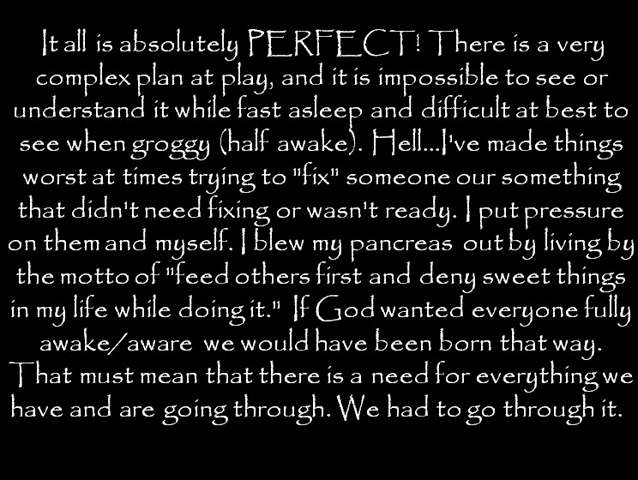 It all is absolutely PERFECT! There is a very
complex plan at play, and it is impossible to see or
understand it while fast asleep and difficult at best to
see when groggy (half awake). Hell...I've made things
worst at times trying to "fix" someone our something
that didn't need fixing or wasn't ready. I put pressure
on them and myself. I blew my pancreas out by living by
the motto of "feed others first and deny sweet things
in my life while doing it." If God wanted everyone fully
awake/aware we would have been born that way.
That must mean that there is a need for everything we
have and are going through. We had to go through it.